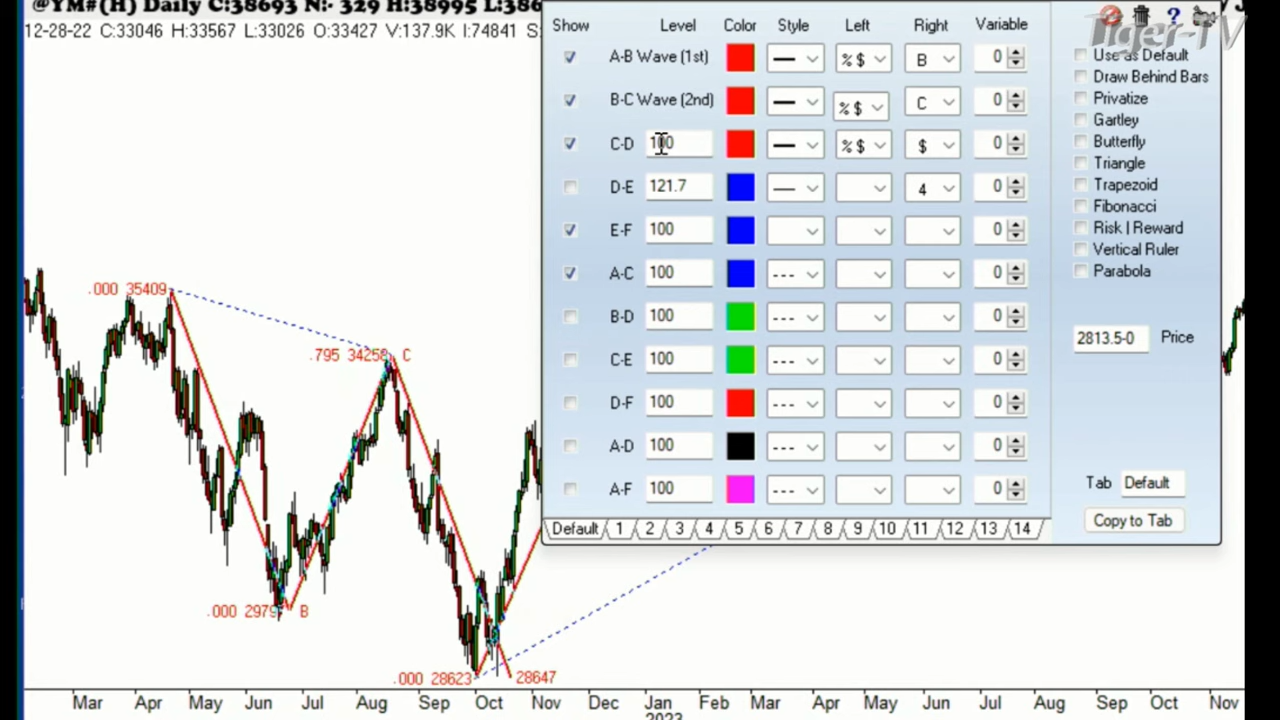 @YM#(H) Daily C:38693 N:- 329 H:38995 L:386
12-28-22 C:33046 H:33567 L:33026 O:33427 V:137.9K I:74841 S:
Tiger-TV
Show Level Color Style Left Right Variable
A-B Wave (1st) % $ B 0
B-C Wave (2nd) % $ C 0
C-D 100 % $ $ 0
D-E 121.7 4 0
E-F 100 0
A-C 100 0
B-D 100 0
C-E 100 0
D-F 100 0
A-D 100 0
A-F 100 0
Default 1 2 3 4 5 6 7 8 9 10 11 12 13 14
Use as Default
Draw Behind Bars
Privatize
Gartley
Butterfly
Triangle
Trapezoid
Fibonacci
Risk | Reward
Vertical Ruler
Parabola
2813.5-0 Price
Tab Default
Copy to Tab
.000 35409
.795 34258 C
.000 2979 B
.000 28623
28647
Mar Apr May Jun Jul Aug Sep Oct Nov Dec Jan Feb Mar Apr May Jun Jul Aug Sep Oct Nov
2023